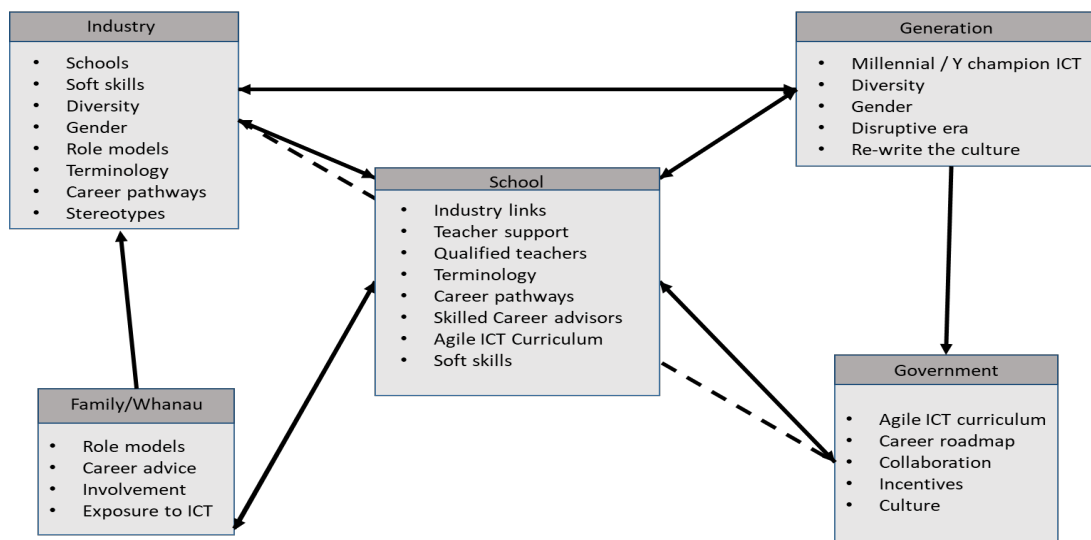 Industry
• Schools
• Soft skills
• Diversity
• Gender
• Role models
• Terminology
• Career pathways
• Stereotypes
Generation
• Millennial / Y champion ICT
• Diversity
• Gender
• Disruptive era
• Re-write the culture
School
• Industry links
• Teacher support
• Qualified teachers
• Terminology
• Career pathways
• Skilled Career advisors
• Agile ICT Curriculum
• Soft skills
Family/Whanau
• Role models
• Career advice
• Involvement
• Exposure to ICT
Government
• Agile ICT curriculum
• Career roadmap
• Collaboration
• Incentives
• Culture